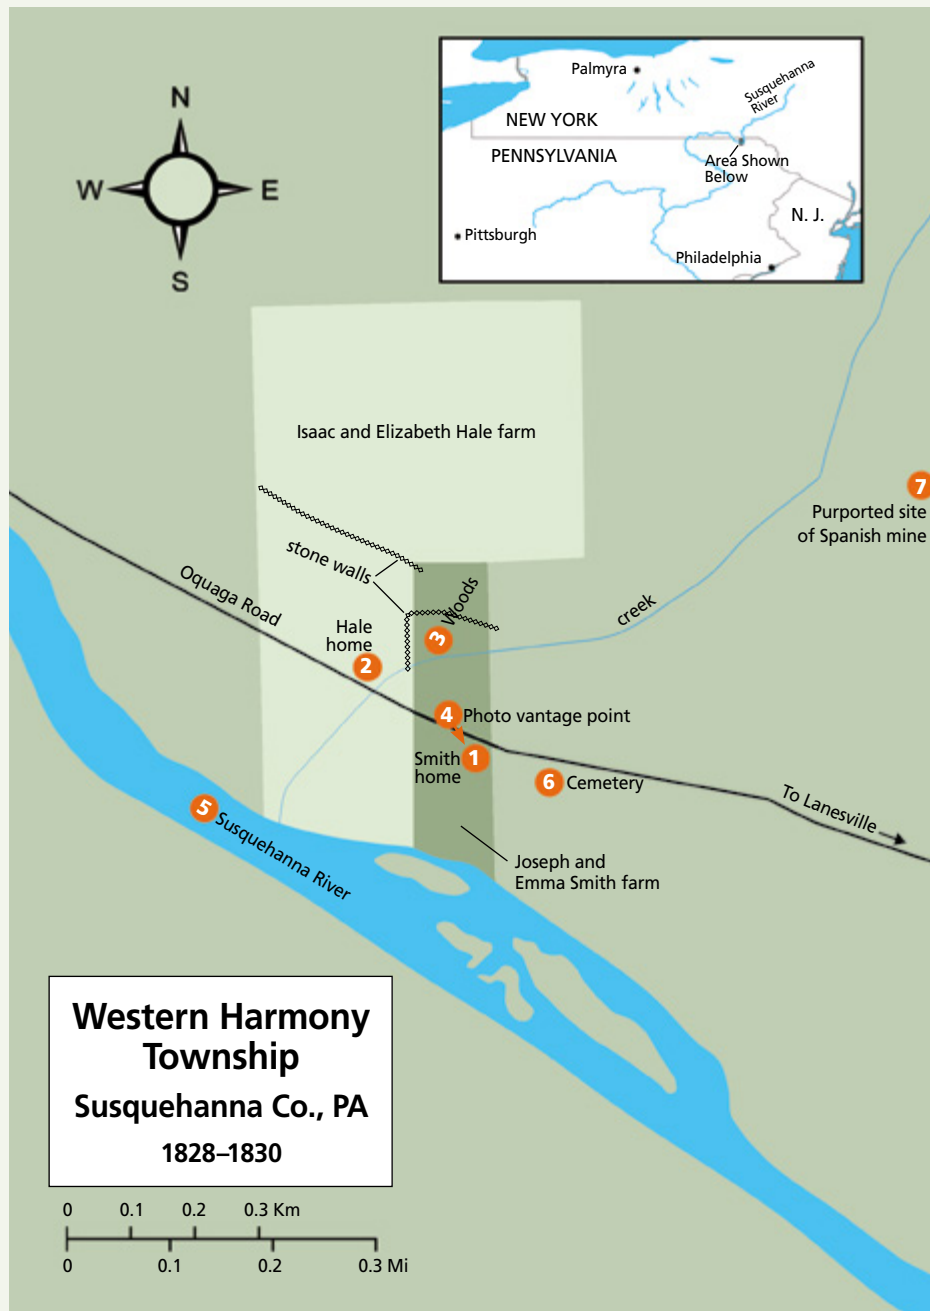 N
W
E
S
Palmyra
Susquehanna
River
NEW YORK
PENNSYLVANIA
Area Shown
Below
N. J.
Pittsburgh
Philadelphia
Isaac and Elizabeth Hale farm
7
Purported site
of Spanish mine
stone walls
Oquaga Road
Woods
creek
Hale
home
2
3
4
Photo vantage point
Smith
home
1
6
Cemetery
To Lanesville
5
Susquehanna River
Joseph and
Emma Smith farm
Western Harmony
Township
Susquehanna Co., PA
1828–1830
0 0.1 0.2 0.3 Km
0 0.1 0.2 0.3 Mi